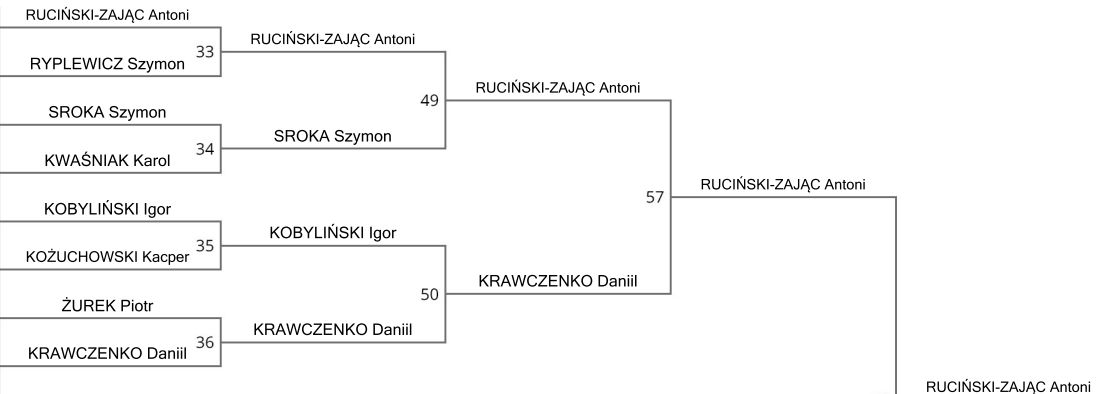 RUCIŃSKI-ZAJĄC Antoni
33
RYPLEWICZ Szymon
RUCIŃSKI-ZAJĄC Antoni
SROKA Szymon
34
KWAŚNIAK Karol
SROKA Szymon
49
RUCIŃSKI-ZAJĄC Antoni
KOBYLIŃSKI Igor
35
KOŻUCHOWSKI Kacper
KOBYLIŃSKI Igor
ŻUREK Piotr
36
KRAWCZENKO Daniil
KRAWCZENKO Daniil
50
KRAWCZENKO Daniil
57
RUCIŃSKI-ZAJĄC Antoni
RUCIŃSKI-ZAJĄC Antoni